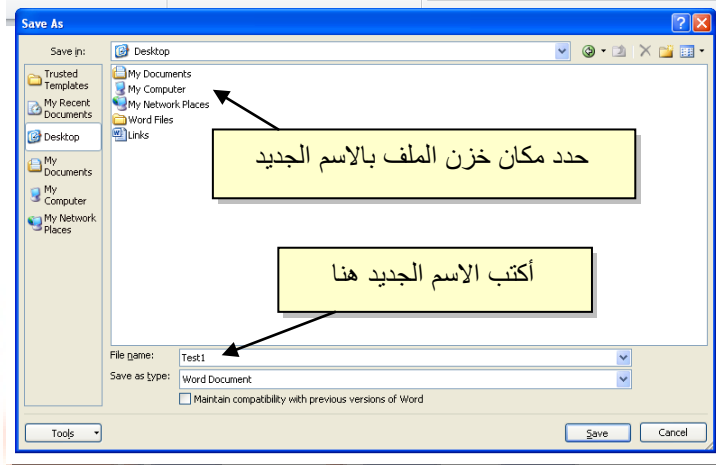 Save As
Save in:
Desktop
Trusted
Templates
My Recent
Documents
Desktop
My
Documents
My
Computer
My Network
Places
My Documents
My Computer
My Network Places
Word Files
Links
حدد مكان خزن الملف بالاسم الجديد
أكتب الاسم الجديد هنا
File name:
Test1
Save as type:
Word Document
Maintain compatibility with previous versions of Word
Tools
Save
Cancel